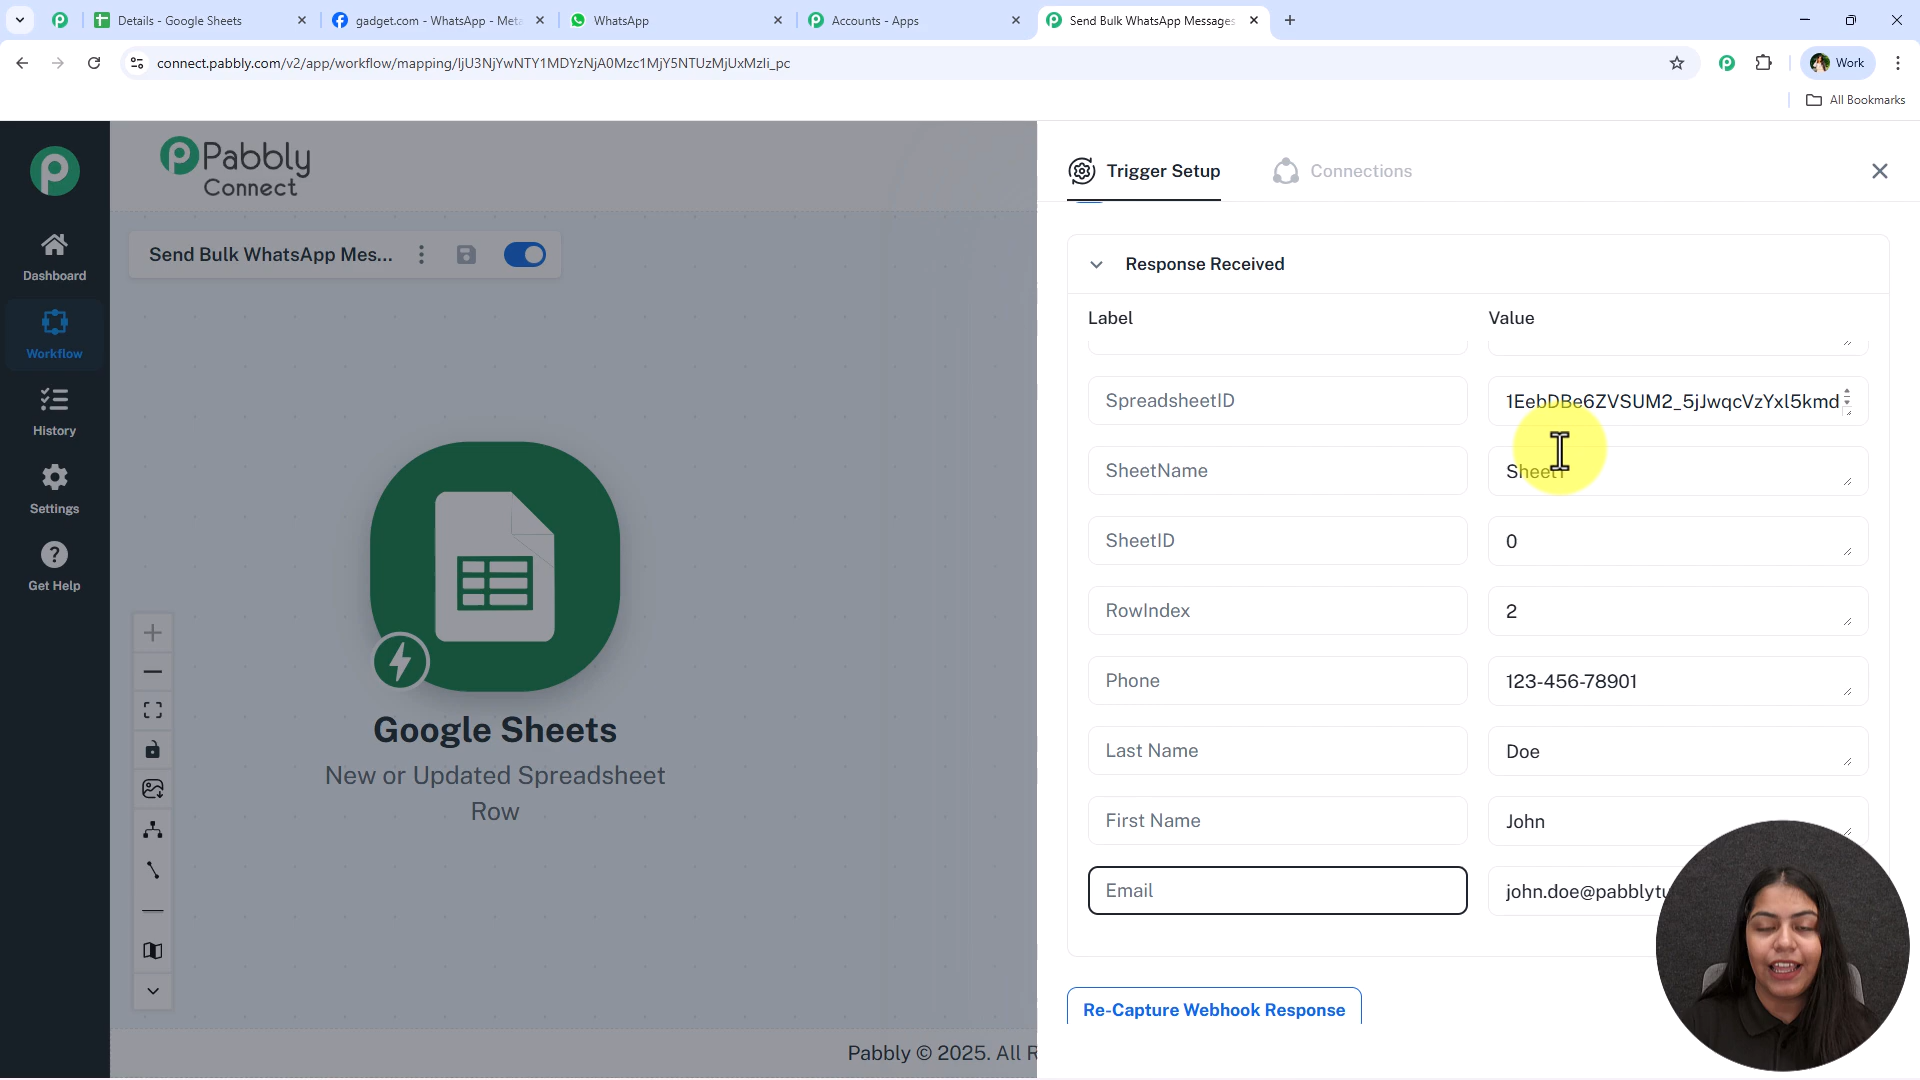 Details - Google Sheets
gadget.com - WhatsApp - Meta
WhatsApp
Accounts - Apps
Send Bulk WhatsApp Messages
connect.pabbly.com/v2/app/workflow/mapping/IjU3NjYwNTY1MDYzNjA0Mzc1MjY5NTUzMjUxMzIi_pc
Work
All Bookmarks
Pabbly
Connect
Dashboard
Workflow
History
Settings
Get Help
Send Bulk WhatsApp Mes...
Google Sheets
New or Updated Spreadsheet
Row
Pabbly © 2025. All R
Trigger Setup
Connections
Response Received
Label Value
SpreadsheetID 1EebDBe6ZVSUM2_5jJwqcVzYxl5kmd
SheetName Sheet1
SheetID 0
RowIndex 2
Phone 123-456-78901
Last Name Doe
First Name John
Email john.doe@pabblytu
Re-Capture Webhook Response